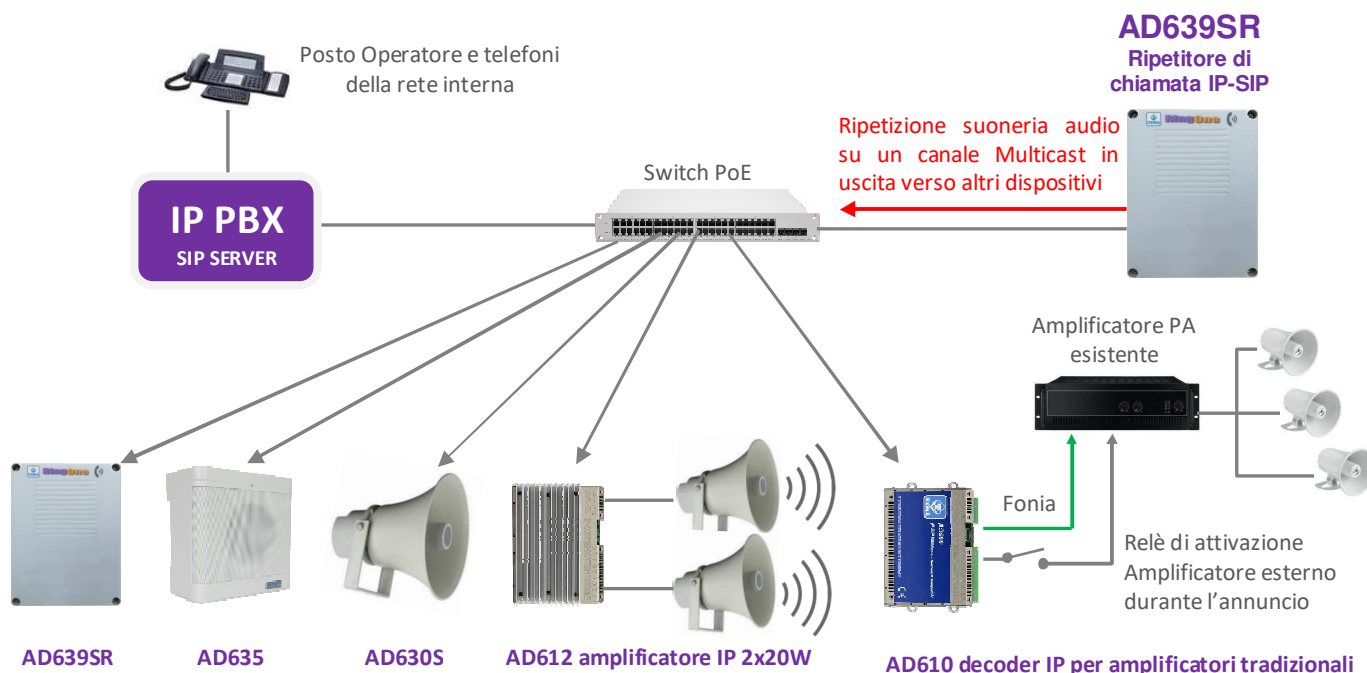 AD639SR
Ripetitore di
chiamata IP-SIP
Posto Operatore e telefoni
della rete interna
RingOne
Ripetizione suoneria audio
su un canale Multicast in
uscita verso altri dispositivi
Switch PoE
IP PBX
SIP SERVER
Amplificatore PA
esistente
RingOne
Fonia
Relè di attivazione
Amplificatore esterno
durante l'annuncio
AD639SR
AD635
AD630S
AD612 amplificatore IP 2x20W
AD610 decoder IP per amplificatori tradizionali